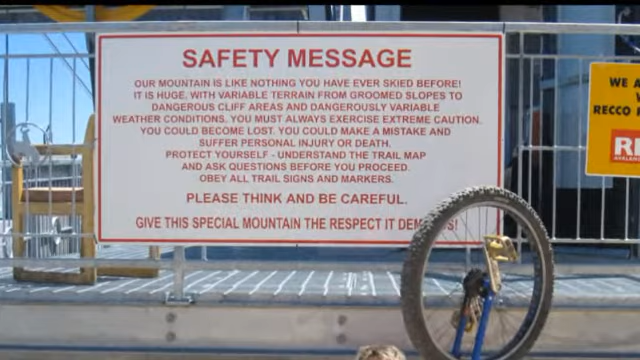 SAFETY MESSAGE
OUR MOUNTAIN IS LIKE NOTHING YOU HAVE EVER SKIED BEFORE!
IT IS HUGE, WITH VARIABLE TERRAIN FROM GROOMED SLOPES TO
DANGEROUS CLIFF AREAS AND DANGEROUSLY VARIABLE
WEATHER CONDITIONS. YOU MUST ALWAYS EXERCISE EXTREME CAUTION.
YOU COULD BECOME LOST. YOU COULD MAKE A MISTAKE AND
SUFFER PERSONAL INJURY OR DEATH.
PROTECT YOURSELF - UNDERSTAND THE TRAIL MAP
AND ASK QUESTIONS BEFORE YOU PROCEED.
OBEY ALL TRAIL SIGNS AND MARKERS.
PLEASE THINK AND BE CAREFUL.
GIVE THIS SPECIAL MOUNTAIN THE RESPECT IT DEMANDS!
WE A
RECCO
RE